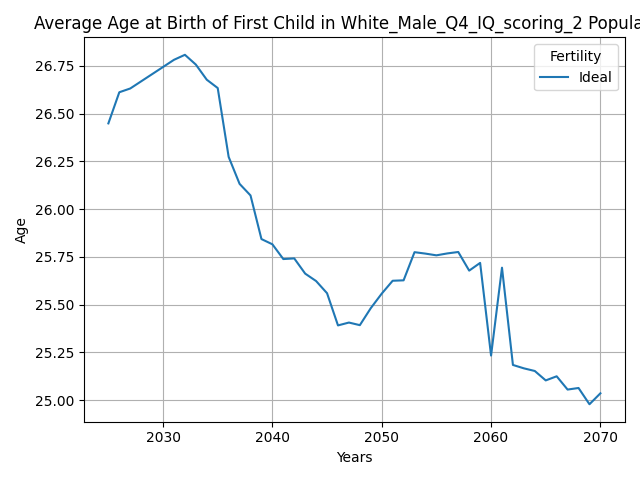 Average Age at Birth of First Child in White_Male_Q4_IQ_scoring_2 Popula
Fertility
Ideal
26.75
26.50
26.25
26.00
25.75
25.50
25.25
25.00
Age
2030 2040 2050 2060 2070
Years